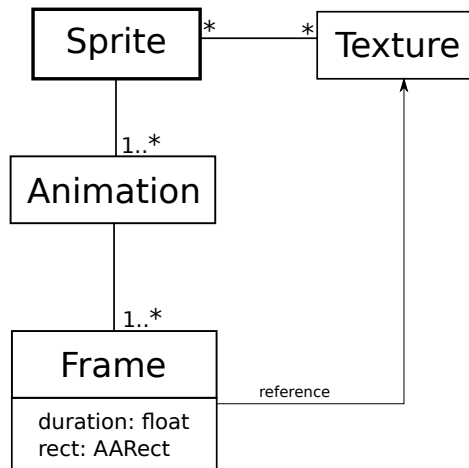 Sprite
* *
Texture
1..*
Animation
1..*
Frame
duration: float
rect: AARect
reference